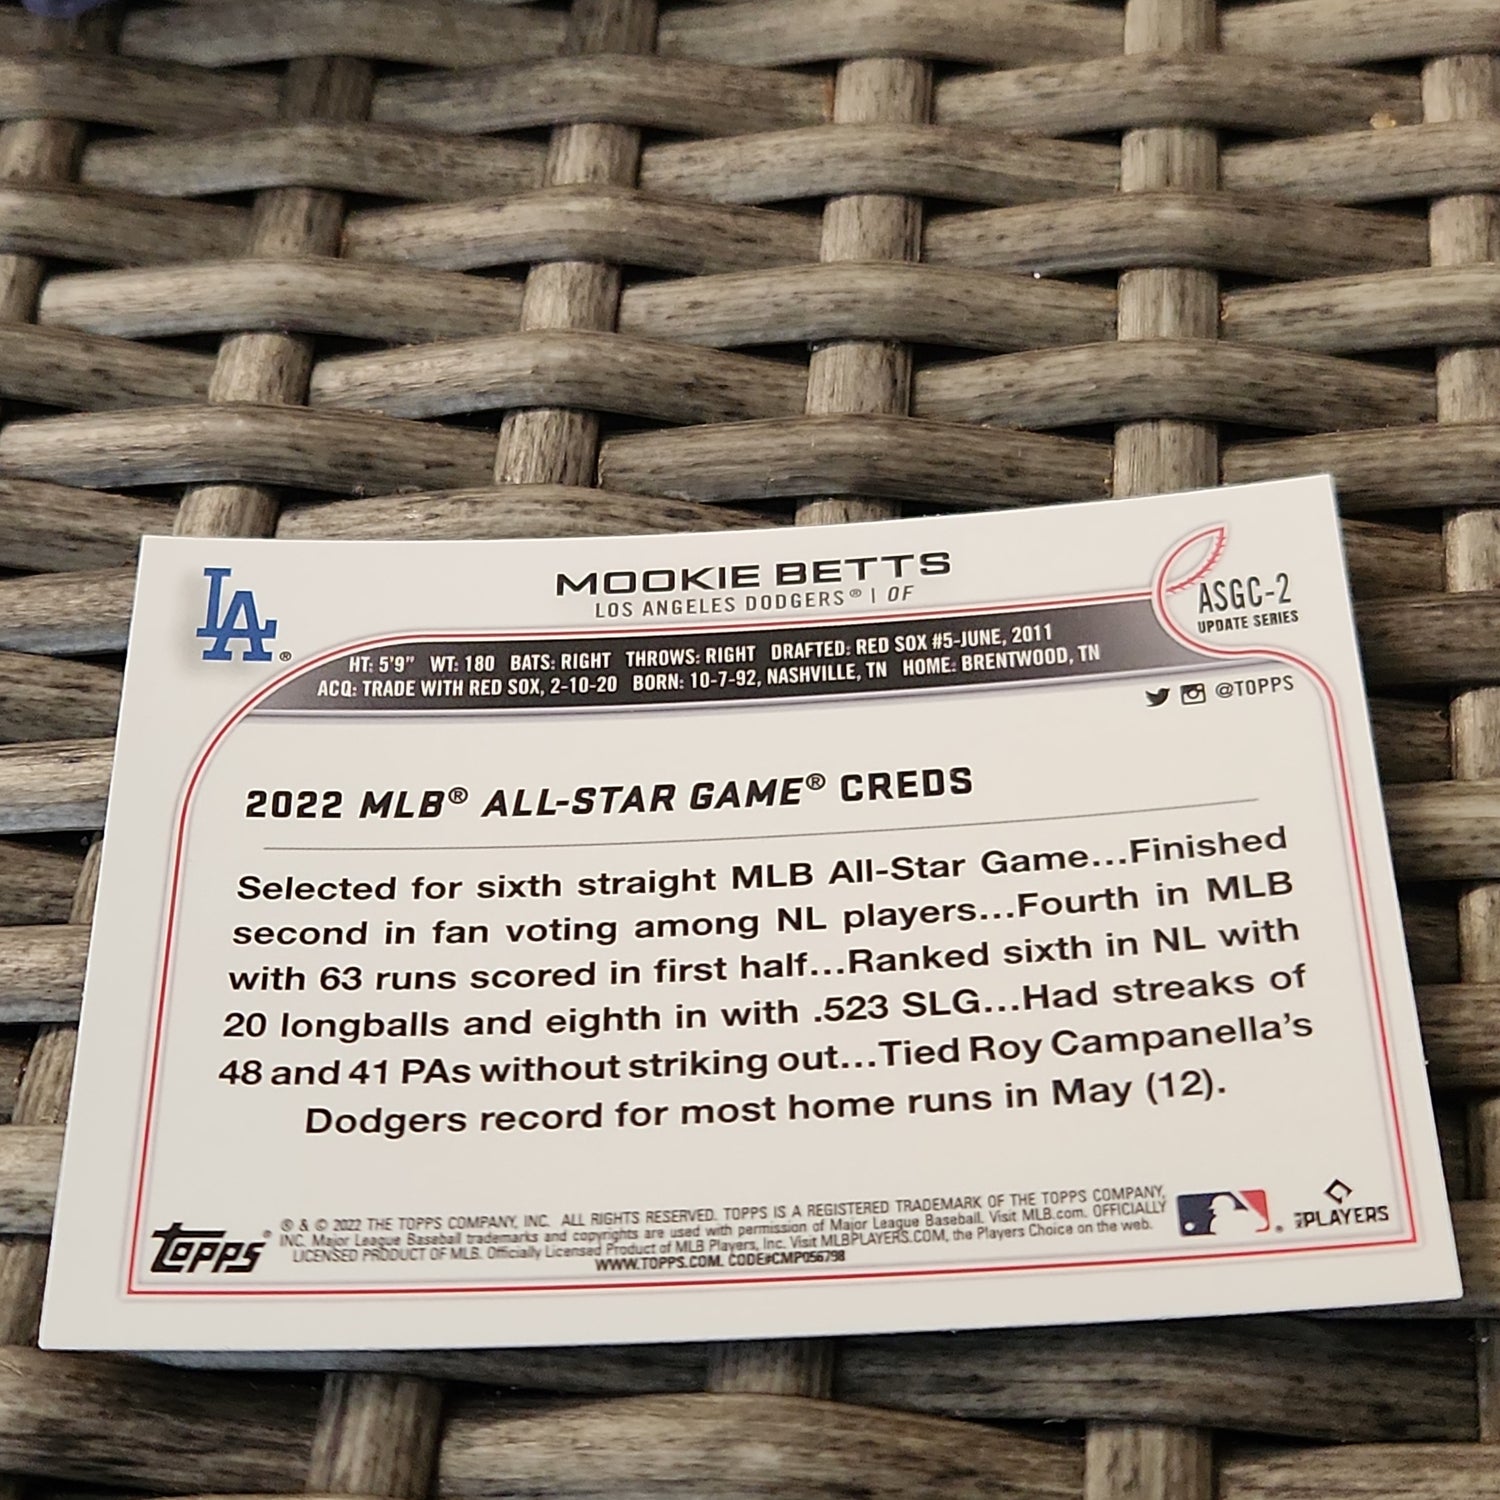 LA®
MOOKIE BETTS
LOS ANGELES DODGERS® | OF
ASGC-2
UPDATE SERIES
HT: 5'9" WT: 180 BATS: RIGHT THROWS: RIGHT DRAFTED: RED SOX #5-JUNE, 2011
ACQ: TRADE WITH RED SOX, 2-10-20 BORN: 10-7-92, NASHVILLE, TN HOME: BRENTWOOD, TN
@TOPPS
2022 MLB® ALL-STAR GAME® CREDS
Selected for sixth straight MLB All-Star Game...Finished
second in fan voting among NL players...Fourth in MLB
with 63 runs scored in first half...Ranked sixth in NL with
20 longballs and eighth in with .523 SLG...Had streaks of
48 and 41 PAs without striking out...Tied Roy Campanella's
Dodgers record for most home runs in May (12).
topps®
® & © 2022 THE TOPPS COMPANY, INC. ALL RIGHTS RESERVED. TOPPS IS A REGISTERED TRADEMARK OF THE TOPPS COMPANY,
INC. Major League Baseball trademarks and copyrights are used with permission of Major League Baseball. Visit MLB.com. OFFICIALLY
LICENSED PRODUCT OF MLB. Officially Licensed Product of MLB Players, Inc. Visit MLBPLAYERS.COM, the Players Choice on the web.
WWW.TOPPS.COM. CODE#CMP056798
PLAYERS